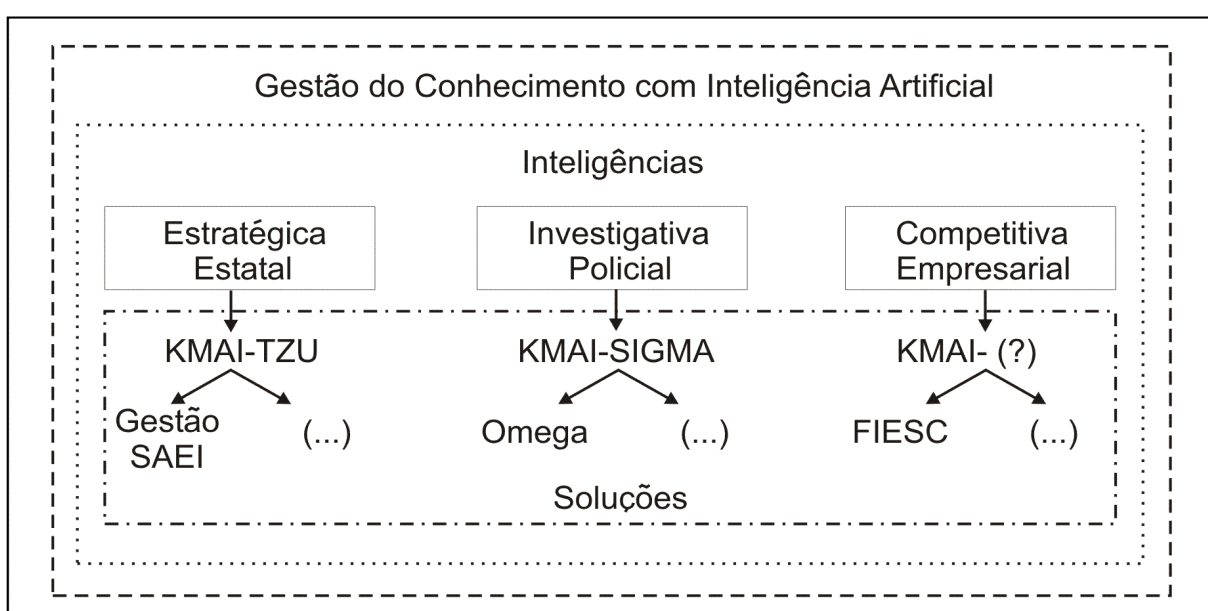 Gestão do Conhecimento com Inteligência Artificial
Inteligências
Estratégica
Estatal
Investigativa
Policial
Competitiva
Empresarial
KMAI-TZU
KMAI-SIGMA
KMAI- (?)
Gestão
SAEI
(...)
Omega
(...)
FIESC
(...)
Soluções